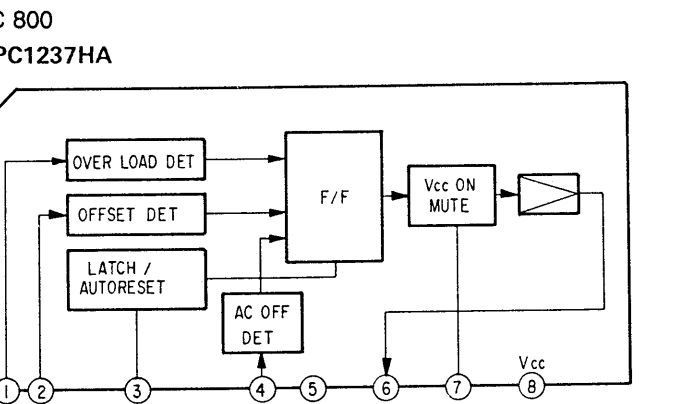 C 800
PC1237HA
OVER LOAD DET
OFFSET DET
LATCH /
AUTORESET
F/F
Vcc ON
MUTE
AC OFF
DET
Vcc
1 2 3 4 5 6 7 8